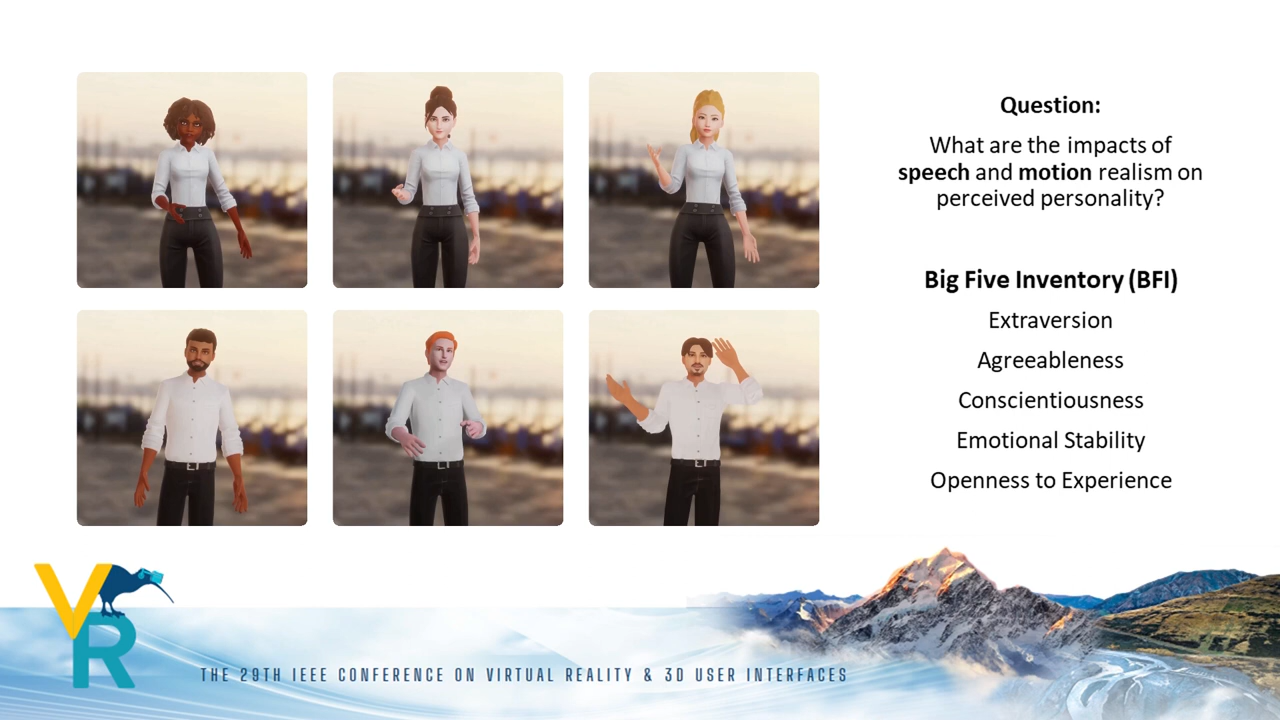 Question:
What are the impacts of
speech and motion realism on
perceived personality?
Big Five Inventory (BFI)
Extraversion
Agreeableness
Conscientiousness
Emotional Stability
Openness to Experience
VR
THE 29TH IEEE CONFERENCE ON VIRTUAL REALITY & 3D USER INTERFACES